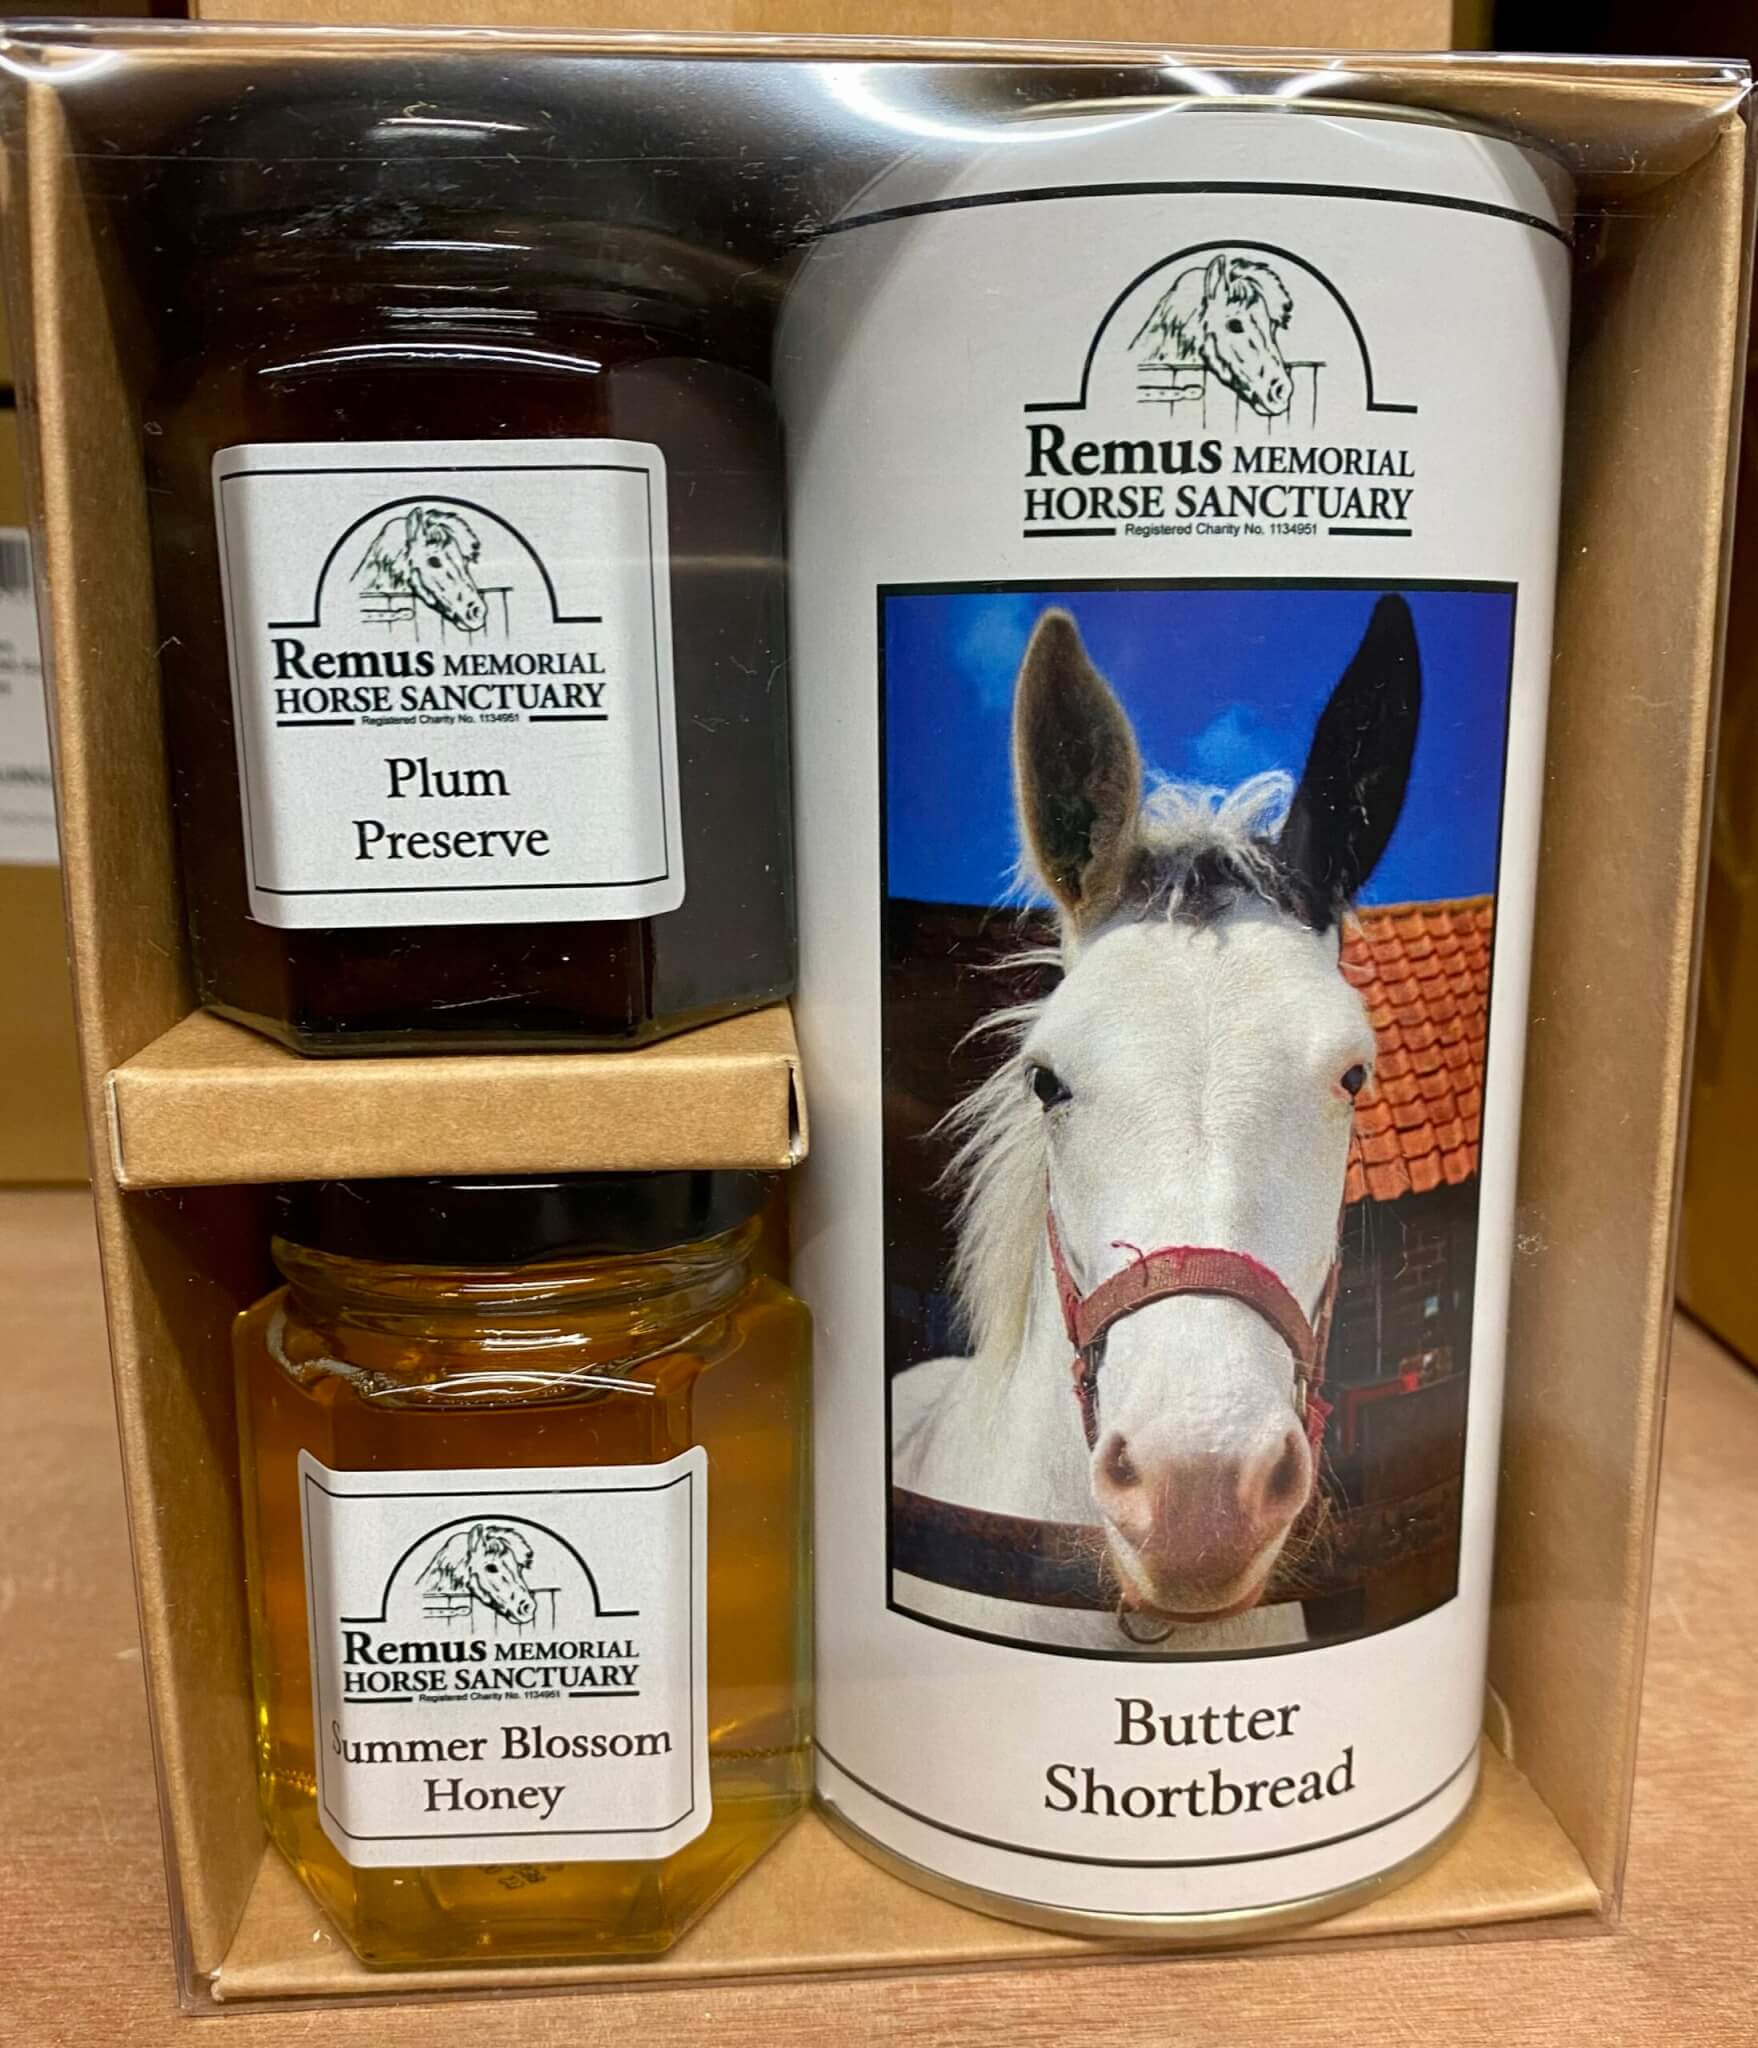 Remus MEMORIAL
HORSE SANCTUARY
Registered Charity No. 1134951
Plum
Preserve
Remus MEMORIAL
HORSE SANCTUARY
Registered Charity No. 1134951
Summer Blossom
Honey
Remus MEMORIAL
HORSE SANCTUARY
Registered Charity No. 1134951
Butter
Shortbread